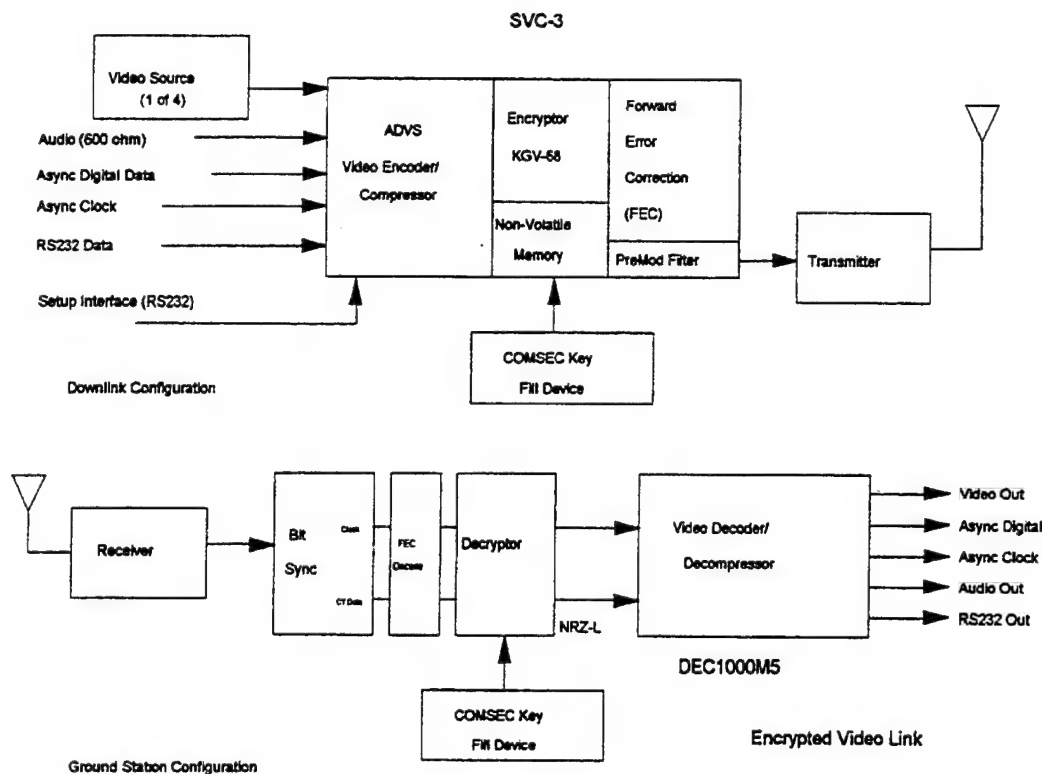 SVC-3
Video Source
(1 of 4)
Audio (600 ohm)
Async Digital Data
Async Clock
RS232 Data
Setup Interface (RS232)
ADVS
Video Encoder/
Compressor
Encryptor
KGV-68
Non-Volatile
Memory
Forward
Error
Correction
(FEC)
PreMod Filter
Transmitter
COMSEC Key
Fill Device
Downlink Configuration
Receiver
Bit
Sync
Clock
CT Data
FEC
Decode
Decryptor
NRZ-L
Video Decoder/
Decompressor
DEC1000M5
Video Out
Async Digital
Async Clock
Audio Out
RS232 Out
COMSEC Key
Fill Device
Encrypted Video Link
Ground Station Configuration